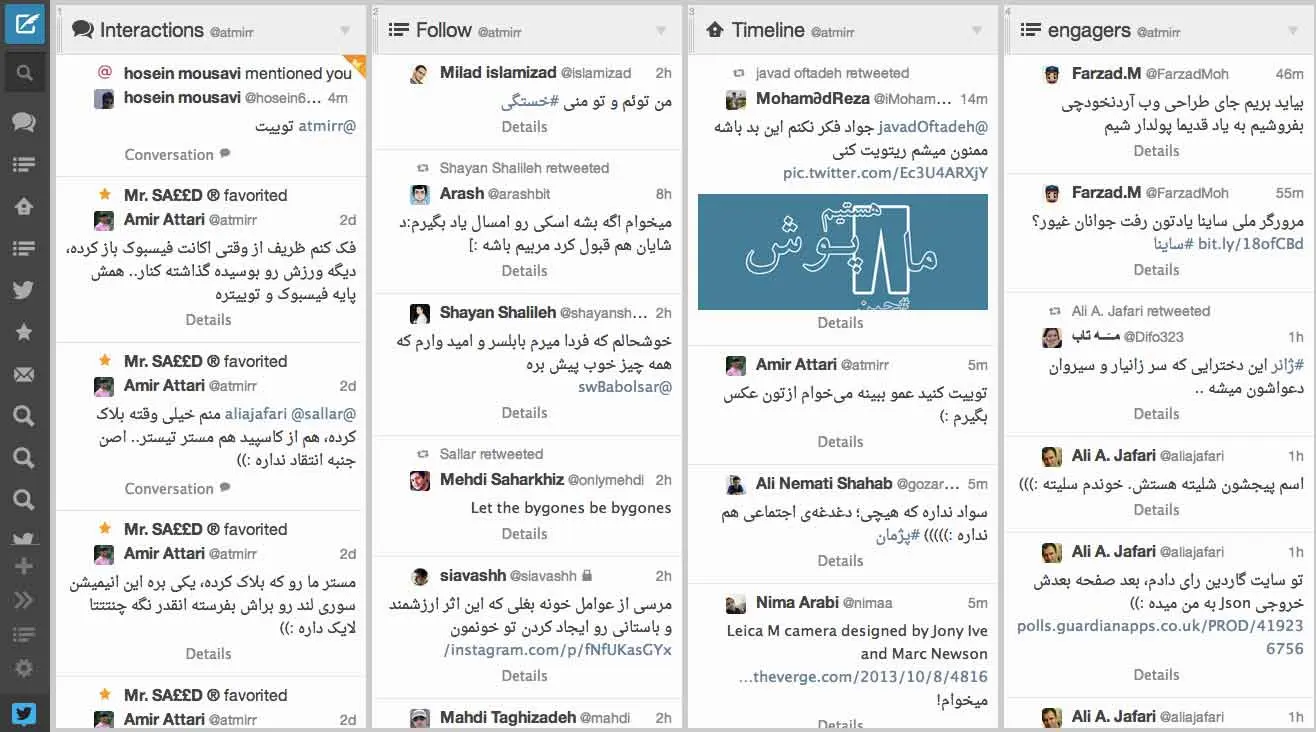 1
Interactions @atmirr
@ hosein mousavi mentioned you
hosein mousavi @hosein6... 4m
@atmirr توییت
Conversation
Mr. SA££D ® favorited
Amir Attari @atmirr 2d
فک کنم ظریف از وقتی اکانت فیسبوک باز کرده،
دیگه ورزش رو بوسیده گذاشته کنار.. همش
پایه فیسبوک و توییتره
Details
Mr. SA££D ® favorited
Amir Attari @atmirr 2d
@aliajafari @sallar منم خیلی وقته بلاک
کرده، هم از کاسپید هم مستر تیستر.. اصن
جنبه انتقاد نداره :))
Conversation
Mr. SA££D ® favorited
Amir Attari @atmirr 2d
مستر ما رو که بلاک کرده، یکی بره این انیمیشن
سوری لند رو براش بفرسته انقدر نگه چنتتتا
لایک داره :))
Details
Mr. SA££D ® favorited
Amir Attari @atmirr 2d
2
Follow @atmirr
Milad islamizad @islamizad 2h
من توئم و تو منی #خستگی
Details
Shayan Shalileh retweeted
Arash @arashbit 8h
میخوام اگه بشه اسکی رو امسال یاد بگیرم:د
شایان هم قبول کرد مربیم باشه :]
Details
Shayan Shalileh @shayansh... 2h
خوشحالم که فردا میرم بابلسر و امید وارم که
همه چیز خوب پیش بره
@swBabolsar
Details
Sallar retweeted
Mehdi Saharkhiz @onlymehdi 2h
Let the bygones be bygones
Details
siavashh @siavashh 2h
مرسی از عوامل خونه بغلی که این اثر ارزشمند
و باستانی رو ایجاد کردن تو خونمون
instagram.com/p/fNfUKasGYx/
Details
Mahdi Taghizadeh @mahdi 2h
3
Timeline @atmirr
javad oftadeh retweeted
Moham∂dReza @iMoham... 14m
@javadOftadeh جواد فکر نکنم این بد باشه
ممنون میشم ریتویت کنی
pic.twitter.com/Ec3U4ARXjY
ما ۸ پوش هستیم
#جین
Details
Amir Attari @atmirr 5m
توییت کنید عمو ببینه می‌خوام ازتون عکس
بگیرم :)
Details
Ali Nemati Shahab @gozar... 5m
سواد نداره که هیچی؛ دغدغه‌ی اجتماعی هم
نداره :))))) #پژمان
Details
Nima Arabi @nimaa 5m
Leica M camera designed by Jony Ive
and Marc Newson
theverge.com/2013/10/8/4816...
میخوام!
Details
4
engagers @atmirr
Farzad.M @FarzadMoh 46m
بیاید بریم جای طراحی وب آردنخودچی
بفروشیم به یاد قدیما پولدار شیم
Details
Farzad.M @FarzadMoh 55m
مرورگر ملی ساینا یادتون رفت جوانان غیور؟
bit.ly/18ofCBd #ساینا
Details
Ali A. Jafari retweeted
مـَـه تاب @Difo323 1h
#ژانر این دخترایی که سر زانیار و سیروان
دعواشون میشه ..
Details
Ali A. Jafari @aliajafari 1h
اسم پیجشون شلیته هستش. خوندم سلیته :)))
Details
Ali A. Jafari @aliajafari 1h
تو سایت گاردین رای دادم، بعد صفحه بعدش
خروجی Json به من میده :))
polls.guardianapps.co.uk/PROD/41923
6756
Details
Ali A. Jafari @aliajafari 1h